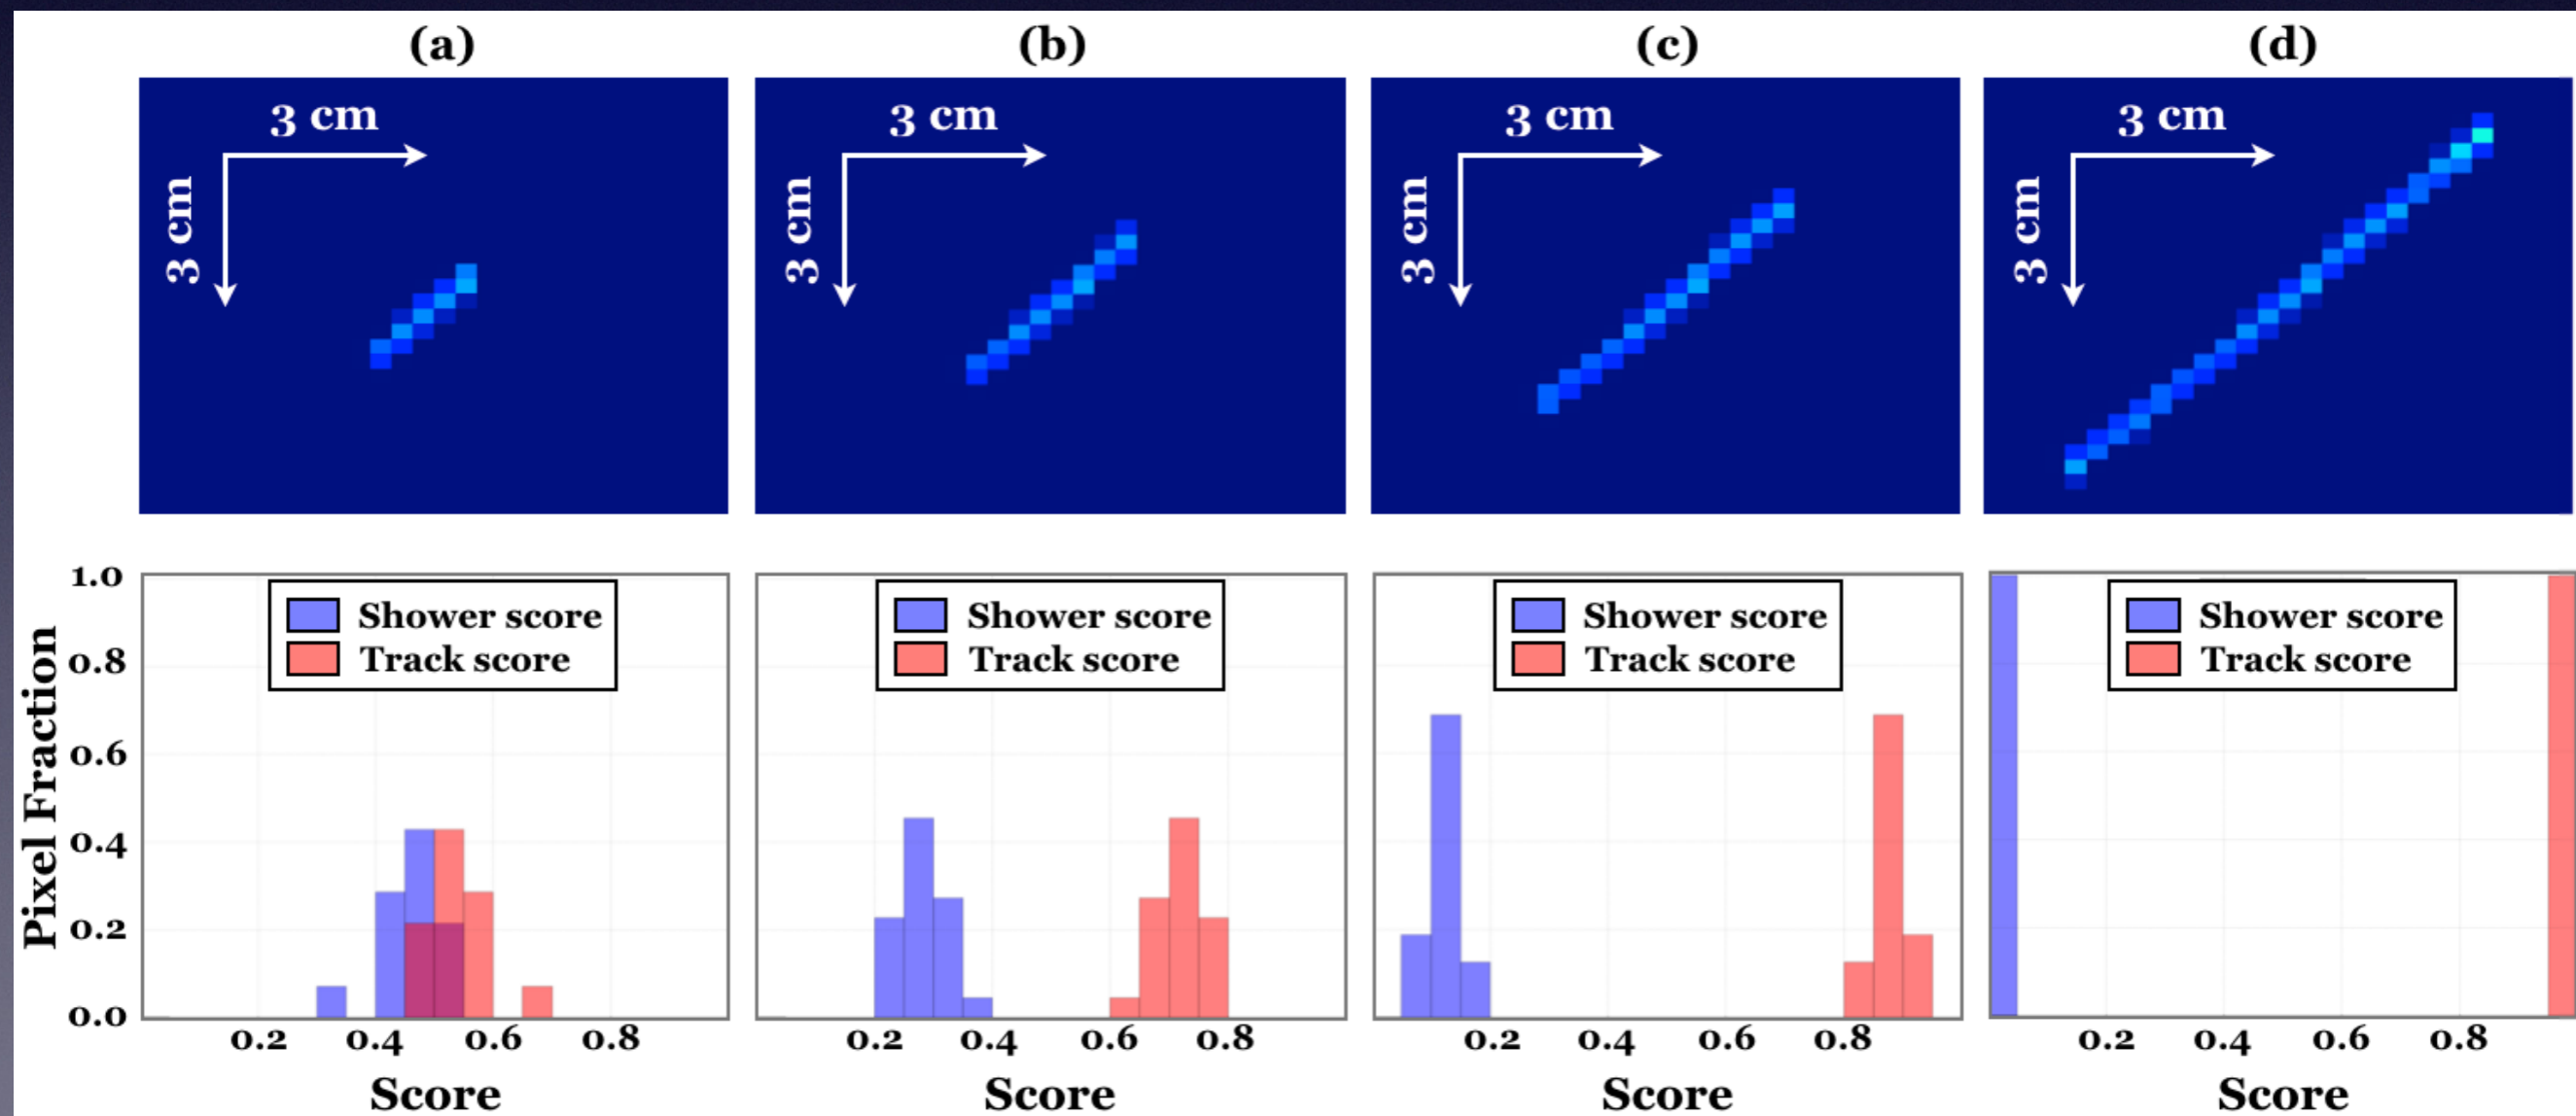 (a) (b) (c) (d)
3 cm 3 cm 3 cm 3 cm
3 cm 3 cm 3 cm 3 cm
Pixel Fraction
1.0
0.8
0.6
0.4
0.2
0.0
Shower score
Track score
Shower score
Track score
Shower score
Track score
Shower score
Track score
0.2 0.4 0.6 0.8 0.2 0.4 0.6 0.8 0.2 0.4 0.6 0.8 0.2 0.4 0.6 0.8
Score Score Score Score